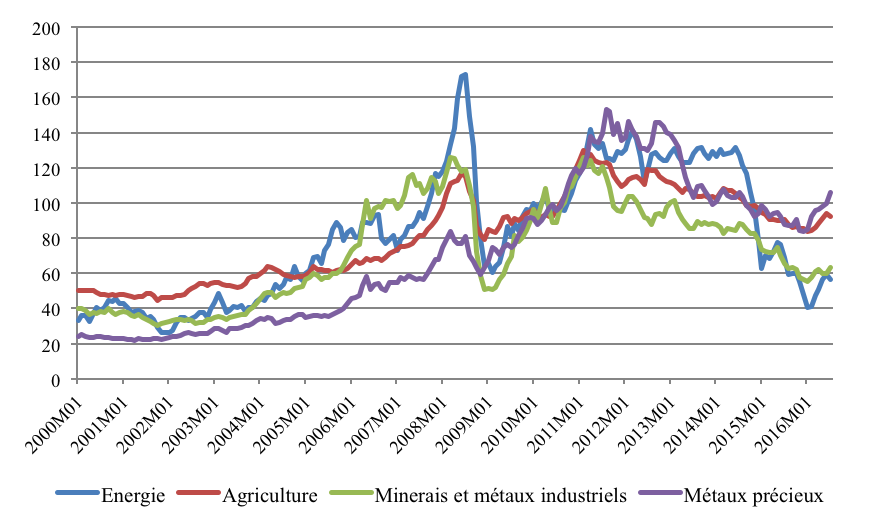 200
180
160
140
120
100
80
60
40
20
0
2000M01
2001M01
2002M01
2003M01
2004M01
2005M01
2006M01
2007M01
2008M01
2009M01
2010M01
2011M01
2012M01
2013M01
2014M01
2015M01
2016M01
Energie Agriculture Minerais et métaux industriels Métaux précieux